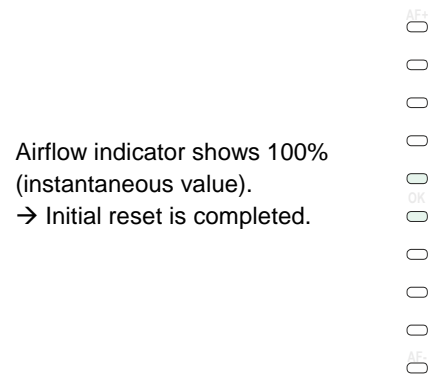 AF+
Airflow indicator shows 100%
(instantaneous value).
OK
→ Initial reset is completed.
AF-